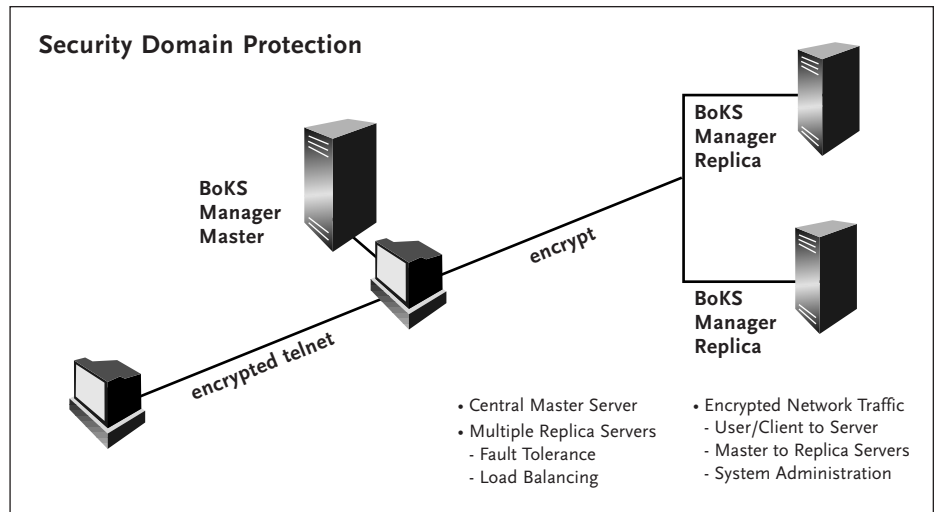 Security Domain Protection
BoKS
Manager
Master
BoKS
Manager
Replica
encrypt
BoKS
Manager
Replica
encrypted telnet
• Central Master Server
• Multiple Replica Servers
- Fault Tolerance
- Load Balancing
• Encrypted Network Traffic
- User/Client to Server
- Master to Replica Servers
- System Administration